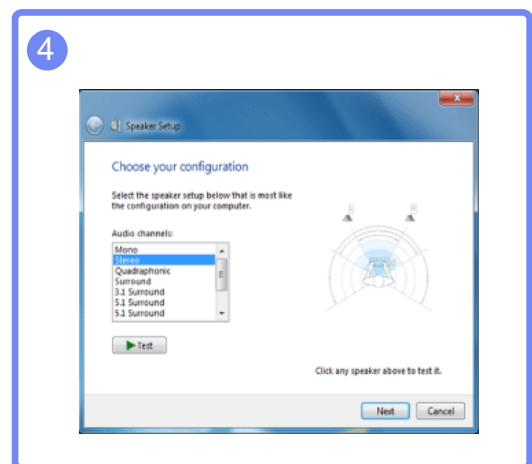 4
Speaker Setup
Choose your configuration
Select the speaker setup below that is most like
the configuration on your computer.
Audio channels:
Mono
Stereo
Quadraphonic
Surround
3.1 Surround
5.1 Surround
5.1 Surround
Test
Click any speaker above to test it.
Next Cancel